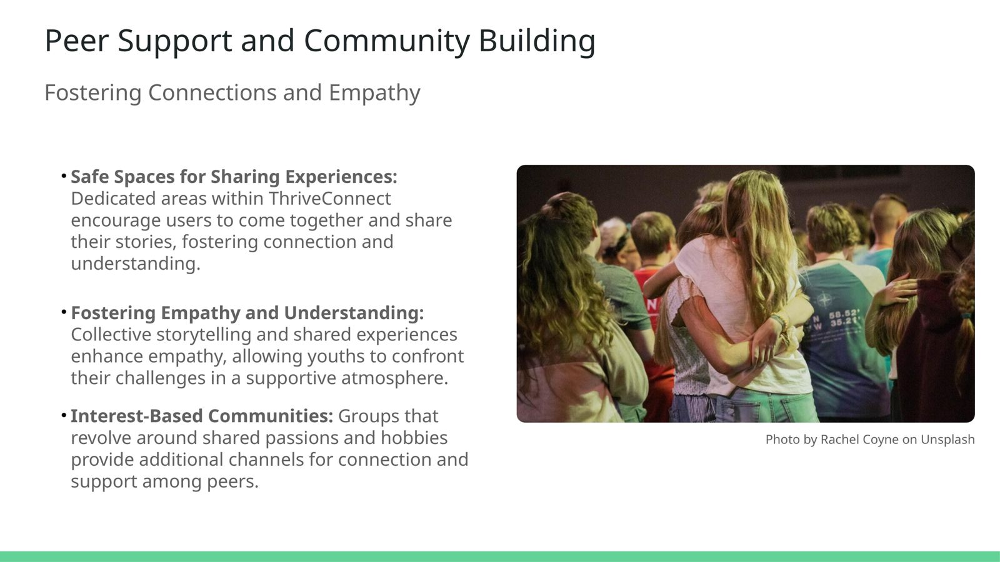 Peer Support and Community Building
Fostering Connections and Empathy
• Safe Spaces for Sharing Experiences:
Dedicated areas within ThriveConnect
encourage users to come together and share
their stories, fostering connection and
understanding.
• Fostering Empathy and Understanding:
Collective storytelling and shared experiences
enhance empathy, allowing youths to confront
their challenges in a supportive atmosphere.
• Interest-Based Communities: Groups that
revolve around shared passions and hobbies
provide additional channels for connection and
support among peers.
N
N 58.52'
W 35.21'
Photo by Rachel Coyne on Unsplash